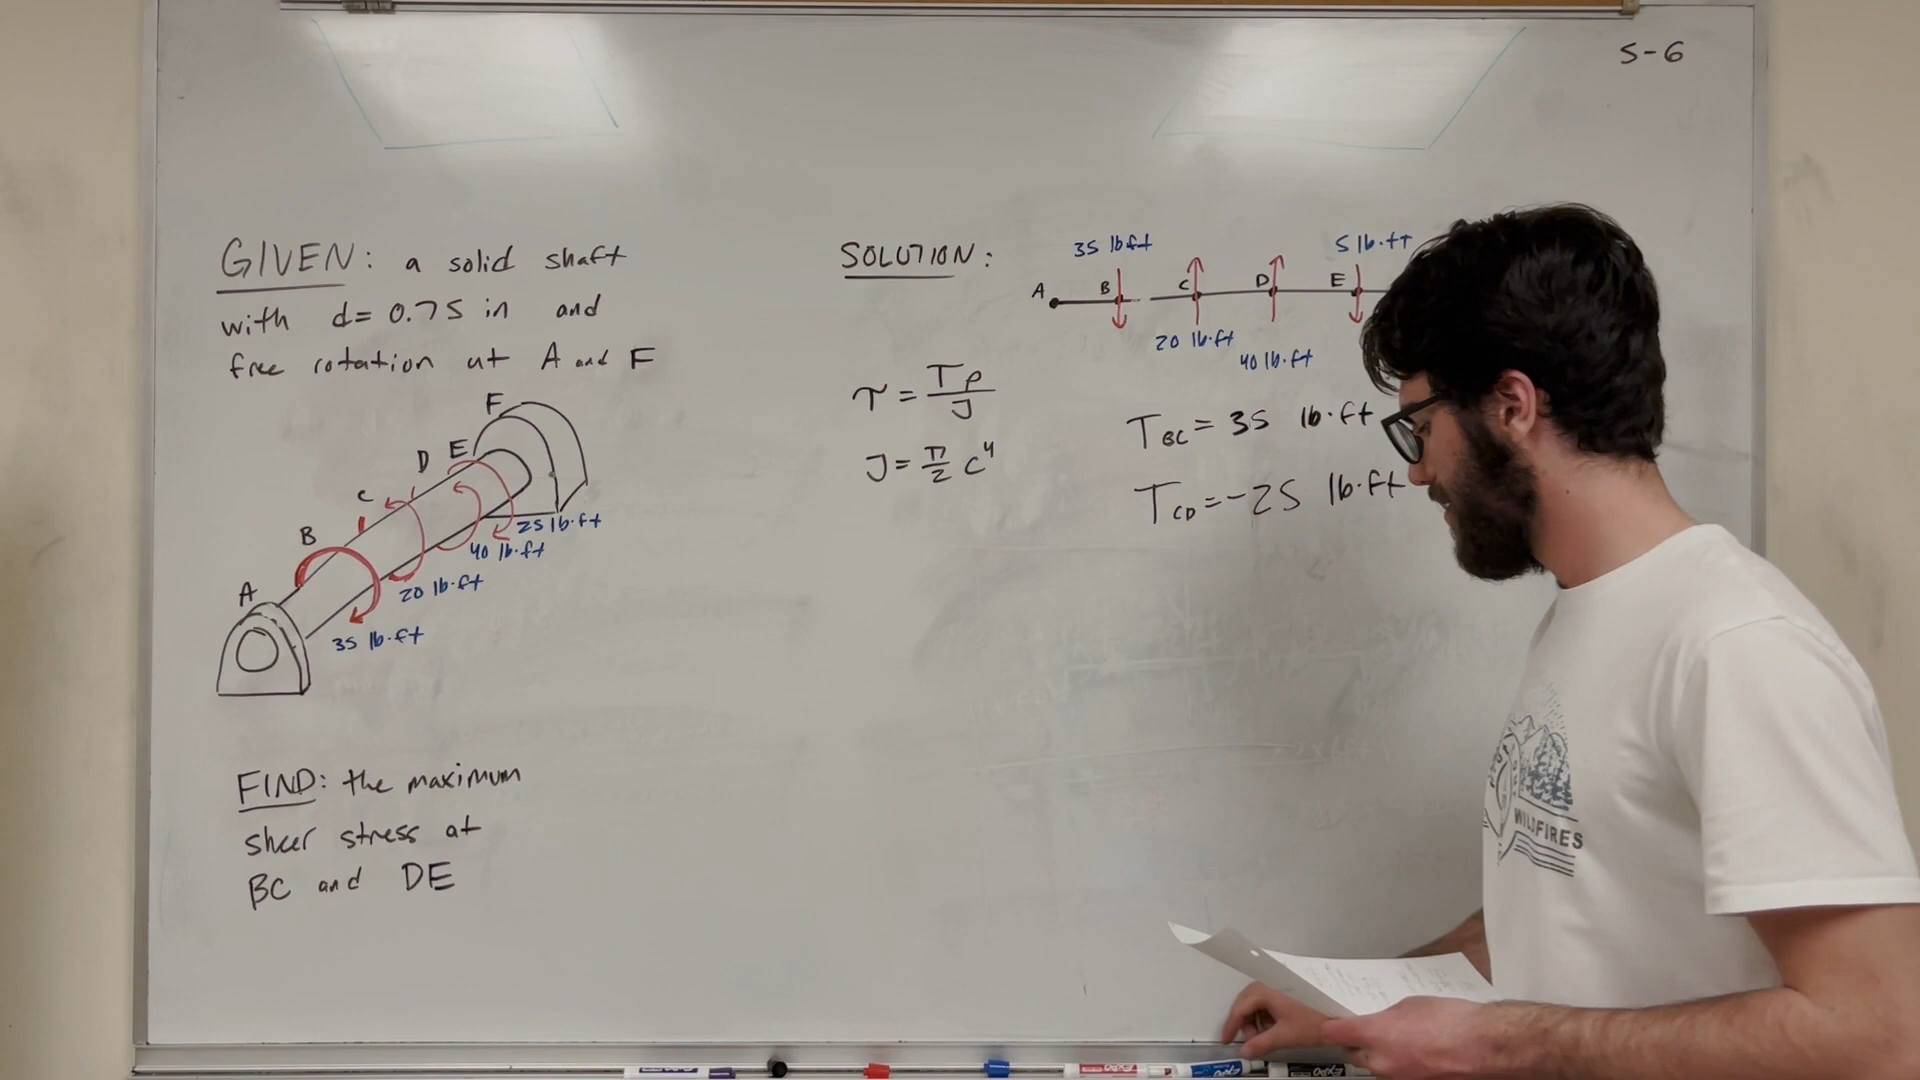 S-6
GIVEN: a solid shaft
with d= 0.75 in and
free rotation at A and F
F
E
D
C
B
A
25 lb·ft
40 lb·ft
20 lb·ft
35 lb·ft
FIND: the maximum
sheer stress at
BC and DE
SOLUTION:
35 lb·ft
5 lb·ft
A B C D E
20 lb·ft
40 lb·ft
τ = Tρ/J
J = π/2 c⁴
T_BC = 35 lb·ft
T_CD = -25 lb·ft
WILDFIRES
EXPO